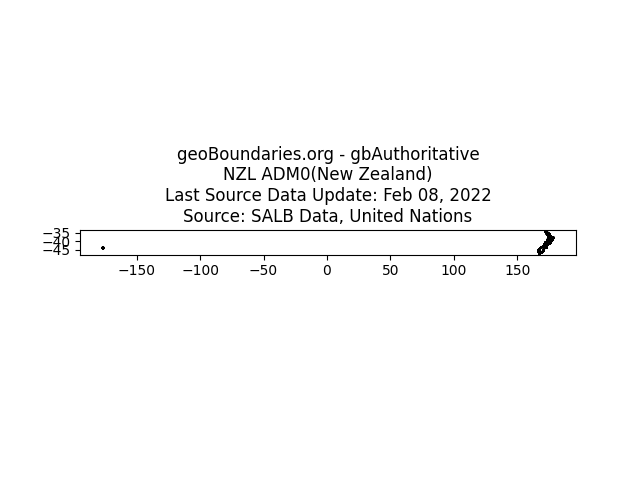 geoBoundaries.org - gbAuthoritative
NZL ADM0(New Zealand)
Last Source Data Update: Feb 08, 2022
Source: SALB Data, United Nations
−35
−40
−45
−150
−100
−50
0
50
100
150